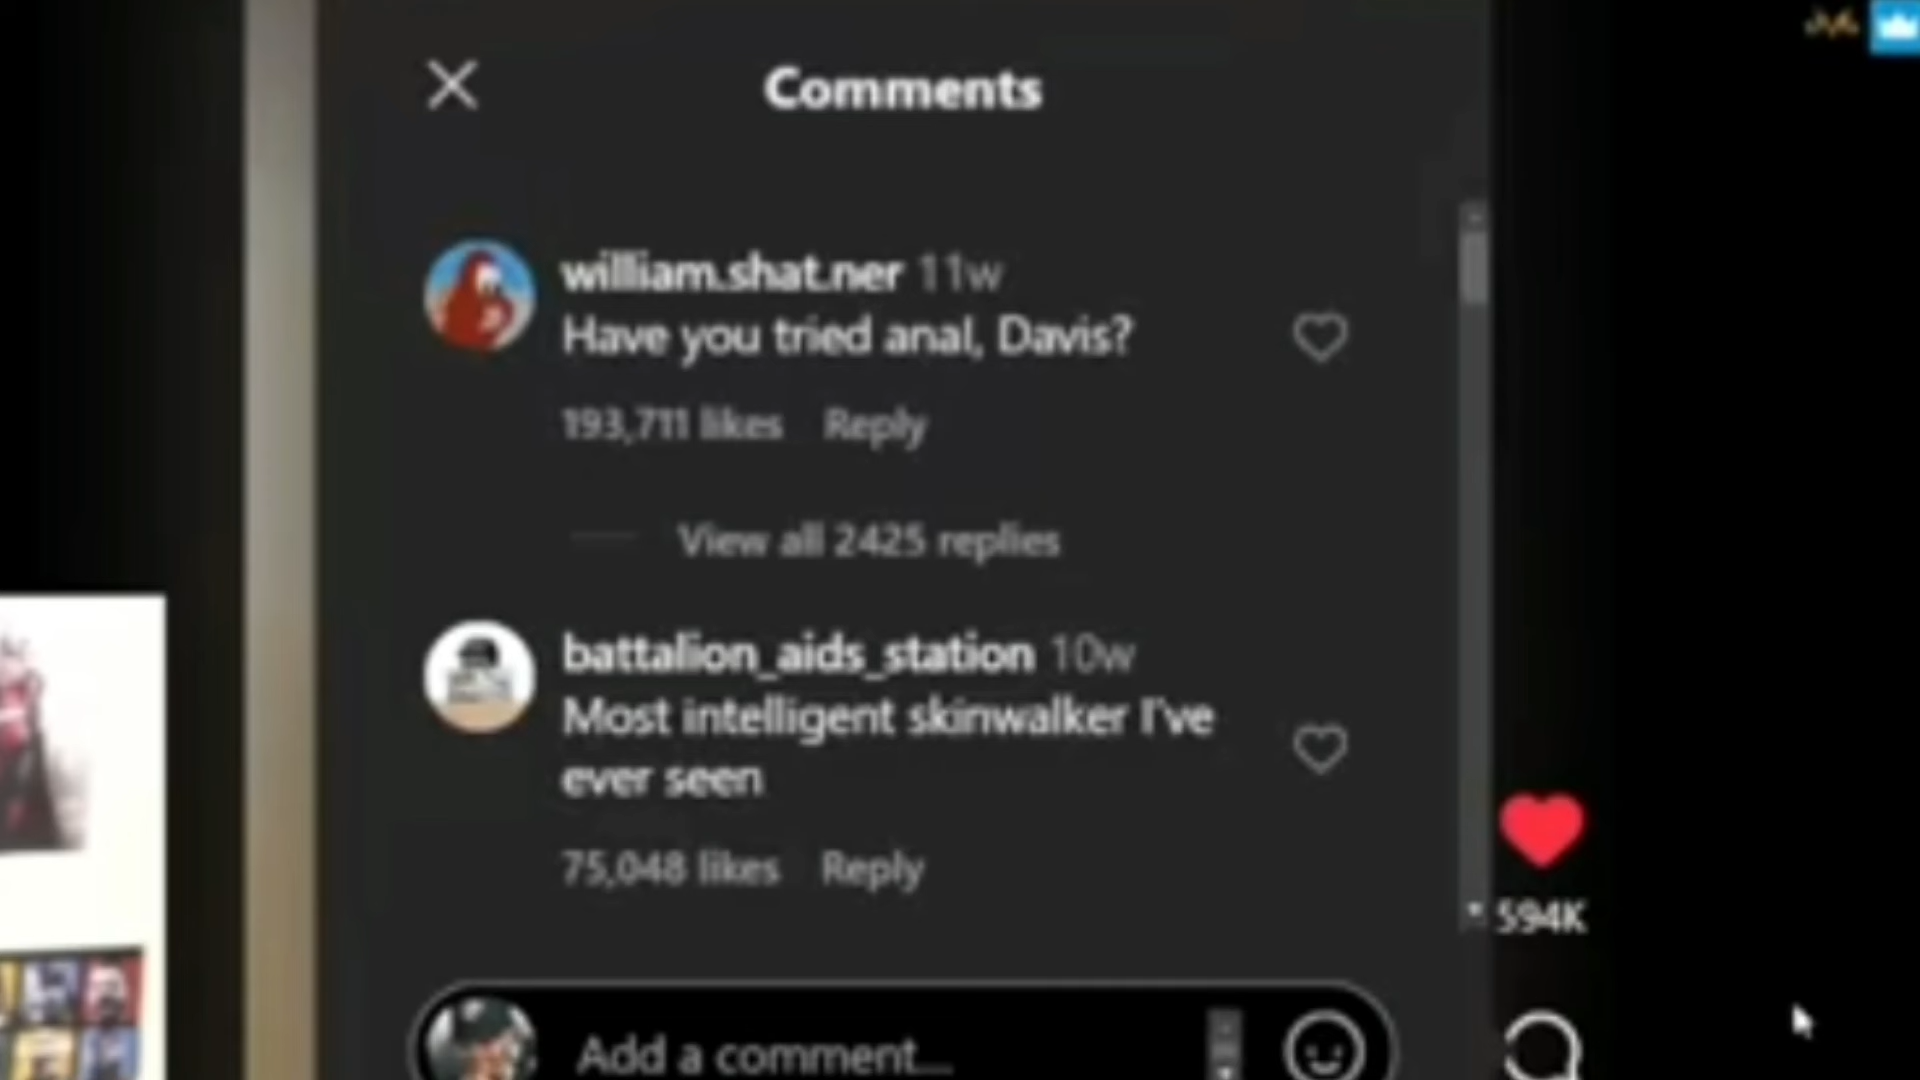 Comments
william.shat.ner 11w
Have you tried anal, Davis?
193,711 likes Reply
View all 2425 replies
battalion_aids_station 10w
Most intelligent skinwalker I've
ever seen
75,048 likes Reply
594K
Add a comment...